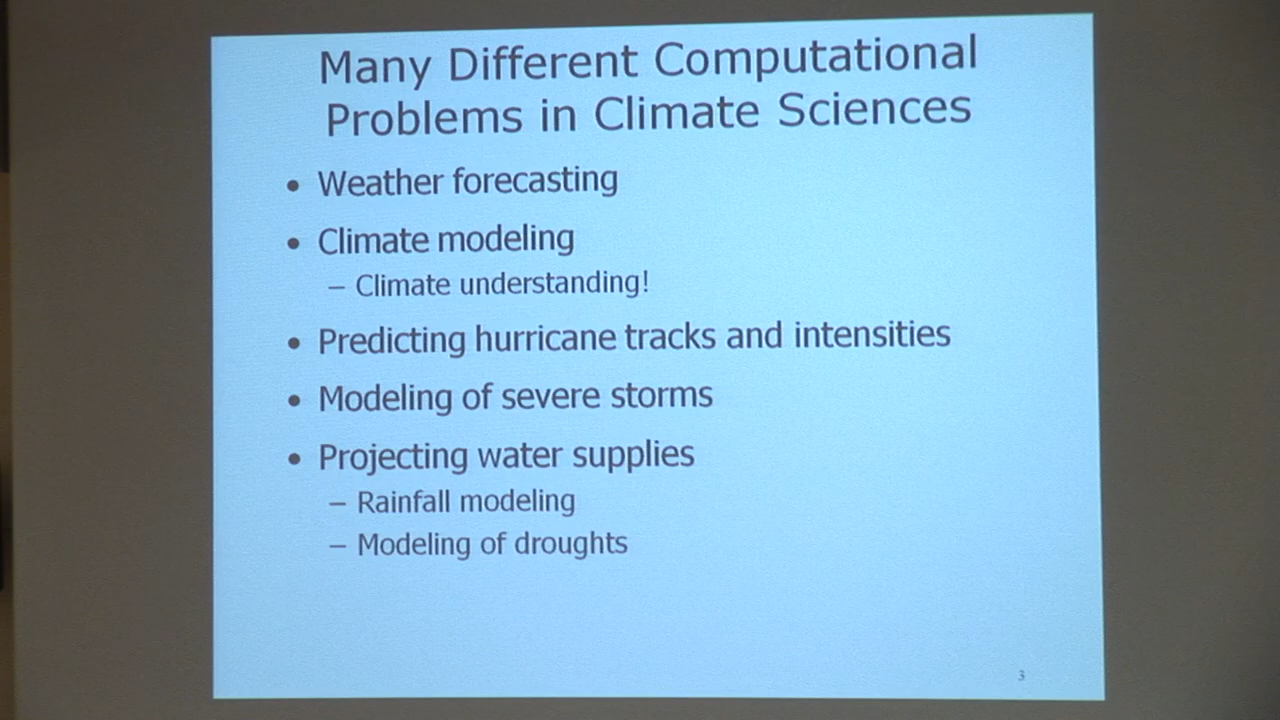 Many Different Computational
Problems in Climate Sciences
• Weather forecasting
• Climate modeling
– Climate understanding!
• Predicting hurricane tracks and intensities
• Modeling of severe storms
• Projecting water supplies
– Rainfall modeling
– Modeling of droughts
3